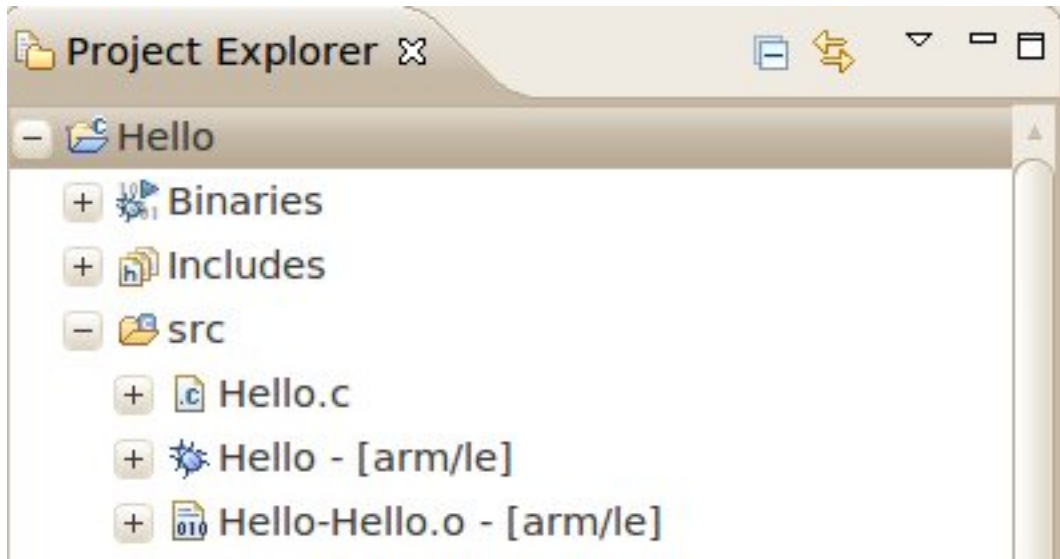 Project Explorer
Hello
Binaries
Includes
src
Hello.c
Hello - [arm/le]
Hello-Hello.o - [arm/le]